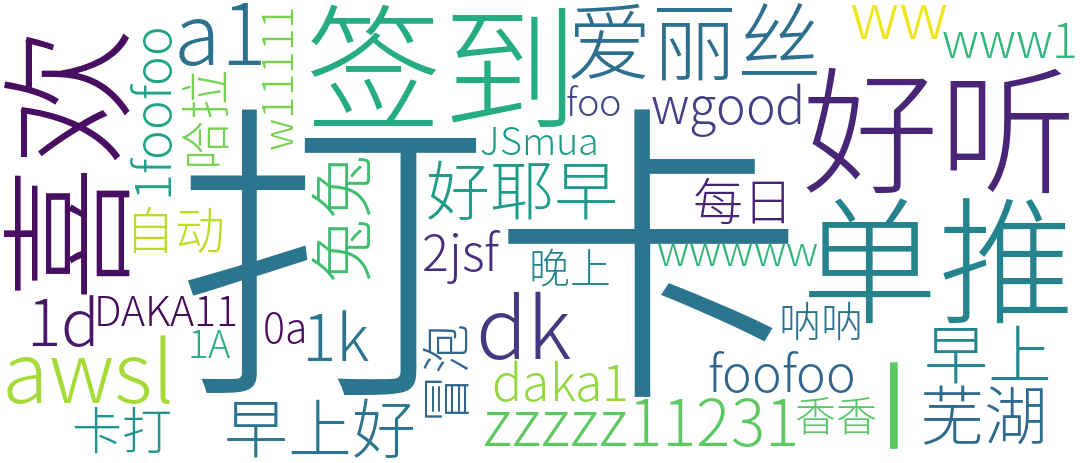 喜欢
1foofoo
a1
哈拉
w11111
签到
爱丽丝
ww
www1
foo
wgood
好听
打卡
JSmua
兔兔
好耶早
每日
自动
2jsf
晚上
wwwww
单推
1d
DAKA11
0a
1k
1A
dk
呐呐
冒泡
awsl
daka1
foofoo
l
早上
卡打
早上好
zzzzz11231
香香
芜湖